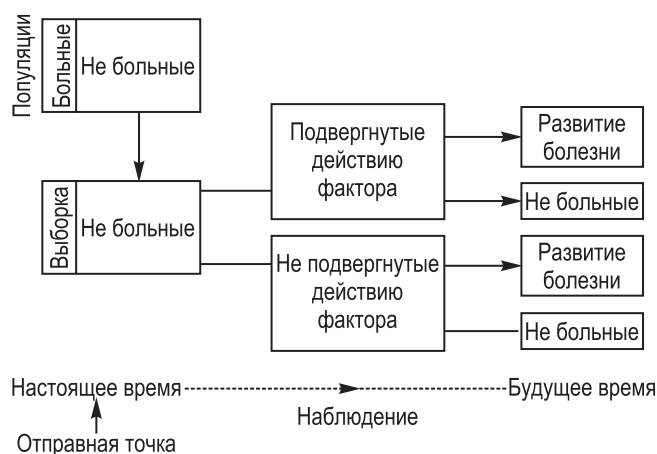 Популяции
Больные
Не больные
Выборка
Не больные
Подвергнутые
действию
фактора
Развитие
болезни
Не больные
Не подвергнутые
действию
фактора
Развитие
болезни
Не больные
Настоящее время
Будущее время
Наблюдение
Отправная точка